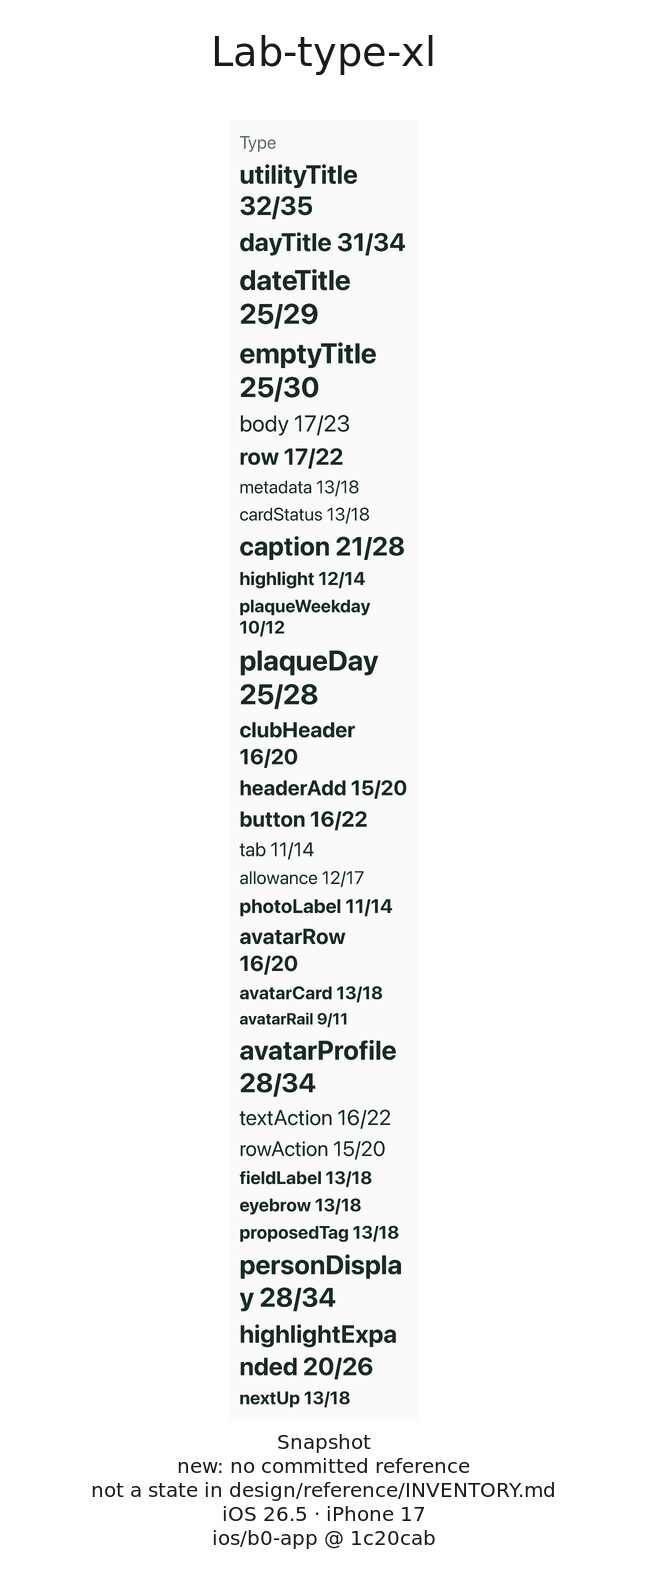 Lab-type-xl
Type
utilityTitle
32/35
dayTitle 31/34
dateTitle
25/29
emptyTitle
25/30
body 17/23
row 17/22
metadata 13/18
cardStatus 13/18
caption 21/28
highlight 12/14
plaqueWeekday
10/12
plaqueDay
25/28
clubHeader
16/20
headerAdd 15/20
button 16/22
tab 11/14
allowance 12/17
photoLabel 11/14
avatarRow
16/20
avatarCard 13/18
avatarRail 9/11
avatarProfile
28/34
textAction 16/22
rowAction 15/20
fieldLabel 13/18
eyebrow 13/18
proposedTag 13/18
personDispla
y 28/34
highlightExpa
nded 20/26
nextUp 13/18
Snapshot
new: no committed reference
not a state in design/reference/INVENTORY.md
iOS 26.5 · iPhone 17
ios/b0-app @ 1c20cab